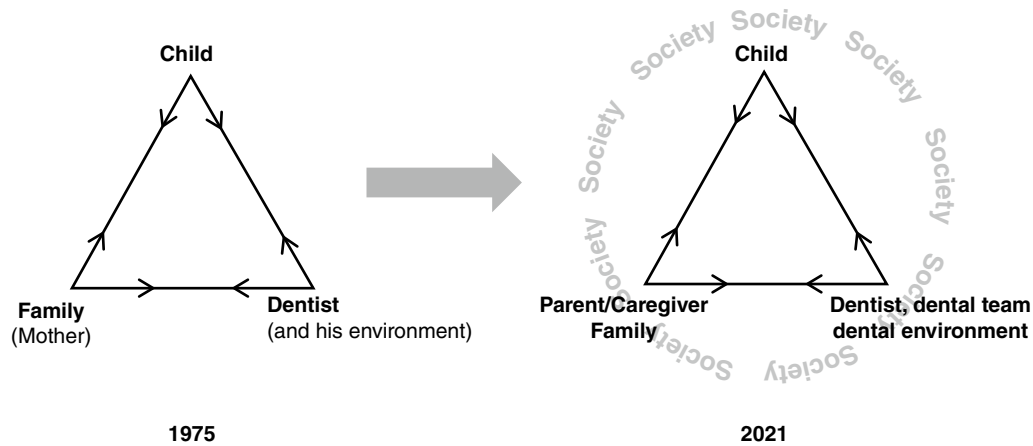 Society
Society
Society
Child
Child
Society
Society
Society
Society
Family
(Mother)
Dentist
(and his environment)
Parent/Caregiver
Family
Dentist, dental team
dental environment
Society
Society
1975
2021